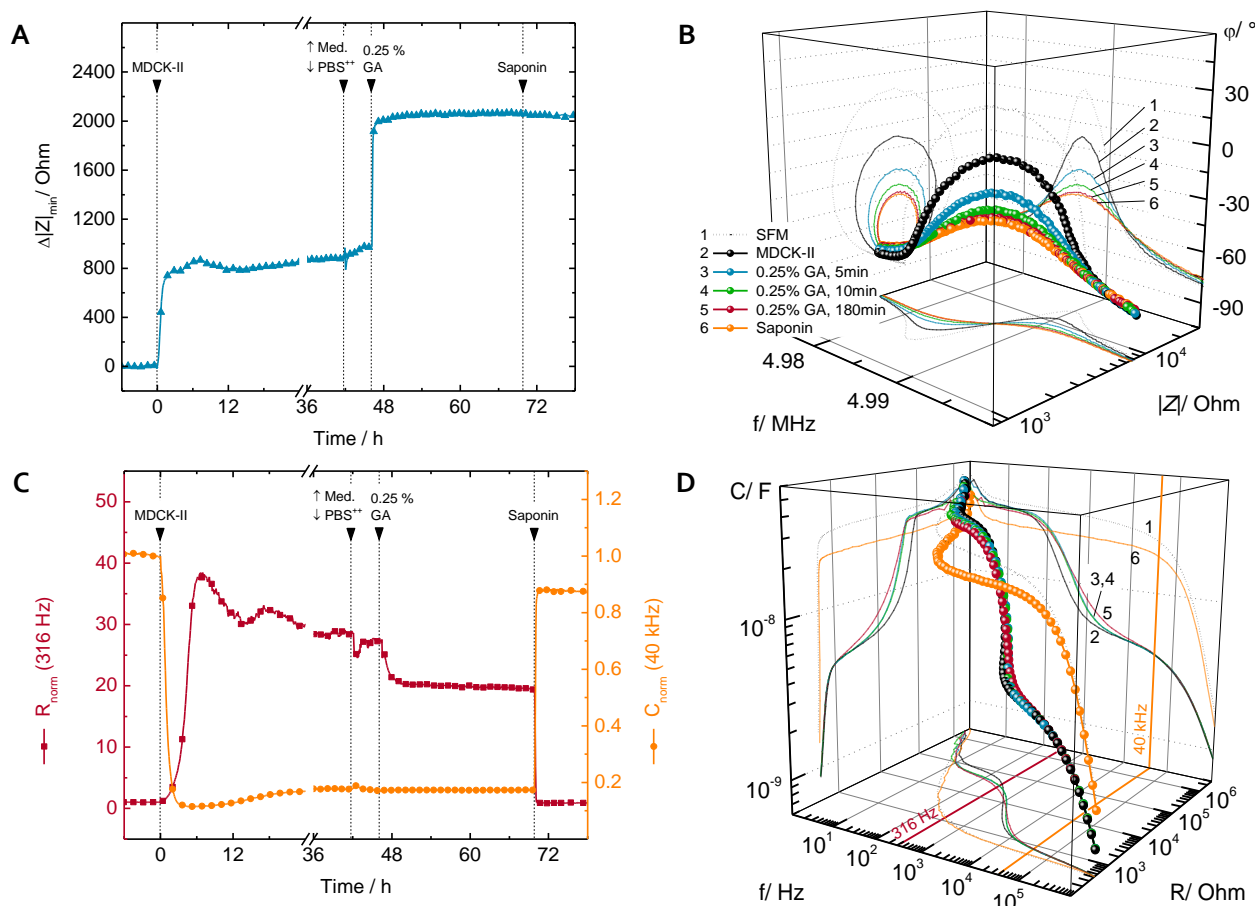 A
Δ|Z|min/ Ohm
2400
2000
1600
1200
800
400
0
MDCK-II
↑ Med.
↓ PBS++
0.25 %
GA
Saponin
0
12
24
36
48
60
72
Time / h
B
φ/ °
30
0
-30
-60
-90
1
2
3
4
5
6
1 SFM
2 MDCK-II
3 0.25% GA, 5min
4 0.25% GA, 10min
5 0.25% GA, 180min
6 Saponin
4.98
4.99
f/ MHz
10^3
10^4
|Z|/ Ohm
C
Rnorm (316 Hz)
50
40
30
20
10
0
MDCK-II
↑ Med.
↓ PBS++
0.25 %
GA
Saponin
1.2
1.0
0.8
0.6
0.4
0.2
Cnorm (40 kHz)
0
12
24
36
48
60
72
Time / h
D
C/ F
10^-8
10^-9
1
6
3,4
5
2
40 kHz
316 Hz
10^1
10^2
10^3
10^4
10^5
f/ Hz
10^3
10^4
10^5
10^6
R/ Ohm